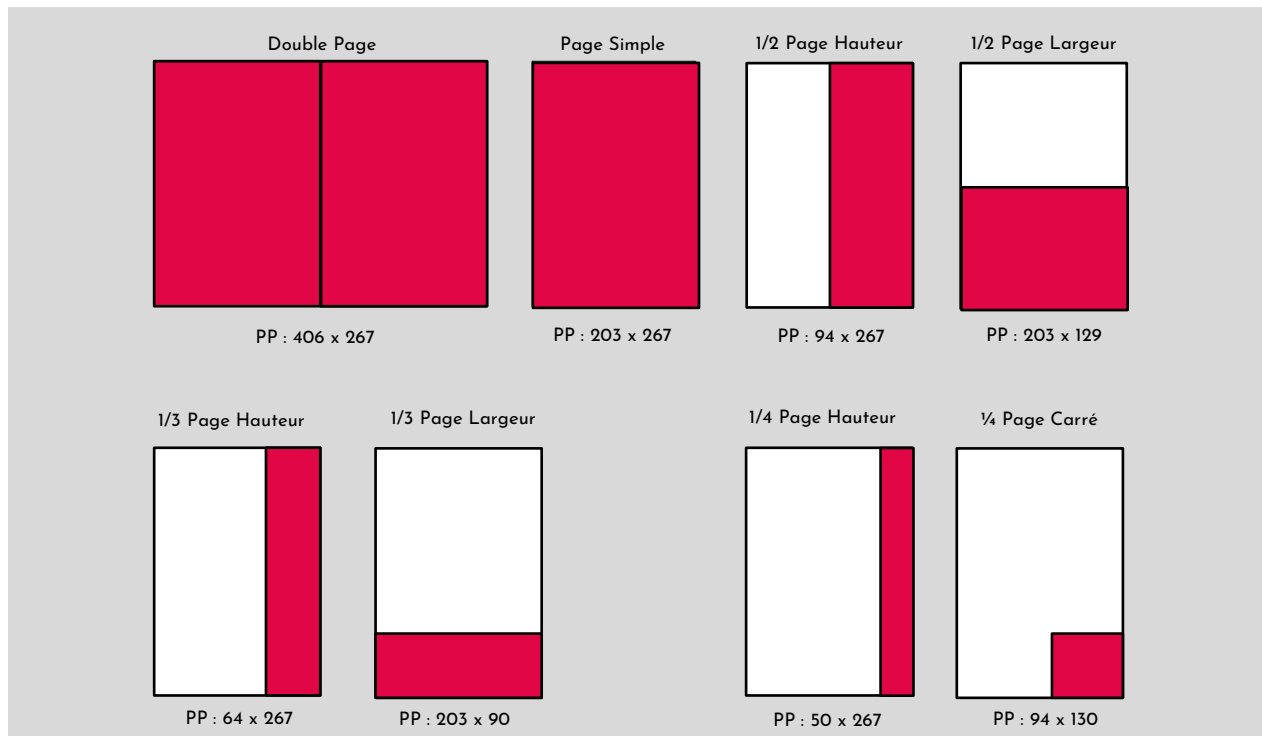 Double Page
Page Simple
1/2 Page Hauteur
1/2 Page Largeur
PP : 406 x 267
PP : 203 x 267
PP : 94 x 267
PP : 203 x 129
1/3 Page Hauteur
1/3 Page Largeur
1/4 Page Hauteur
¼ Page Carré
PP : 64 x 267
PP : 203 x 90
PP : 50 x 267
PP : 94 x 130